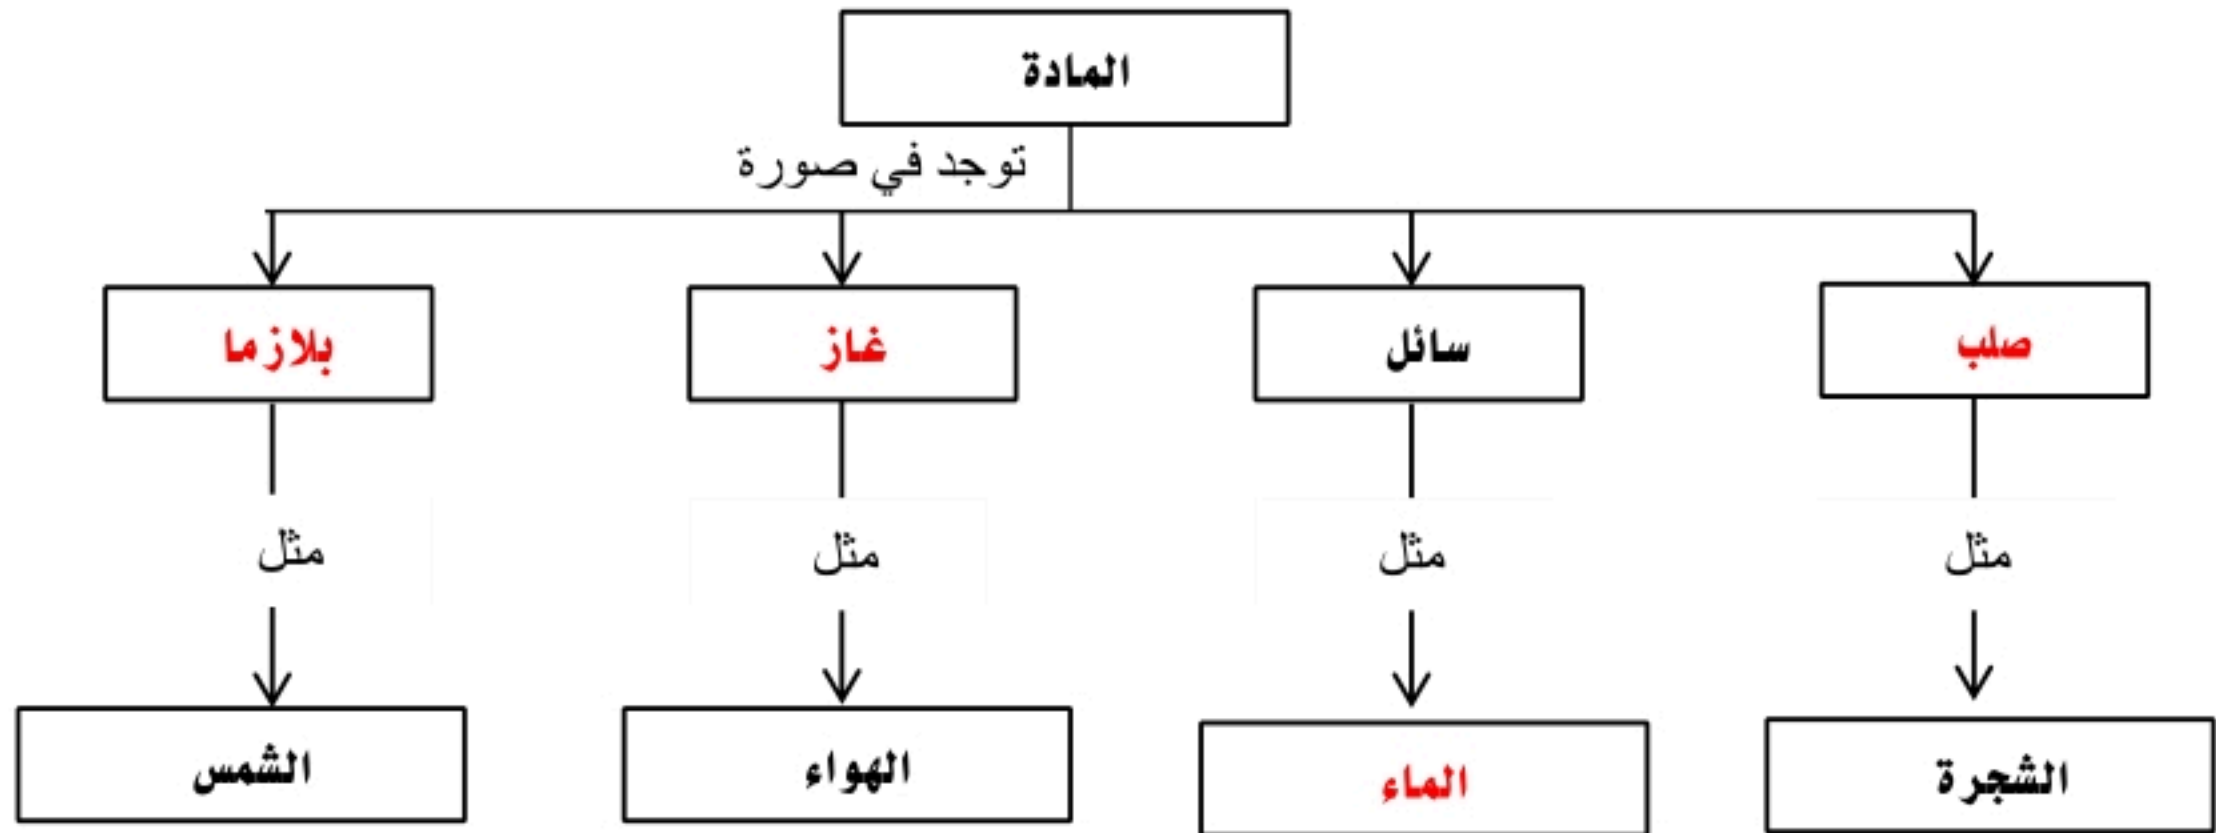 المادة
توجد في صورة
صلب
سائل
غاز
بلازما
مثل
مثل
مثل
مثل
الشجرة
الماء
الهواء
الشمس